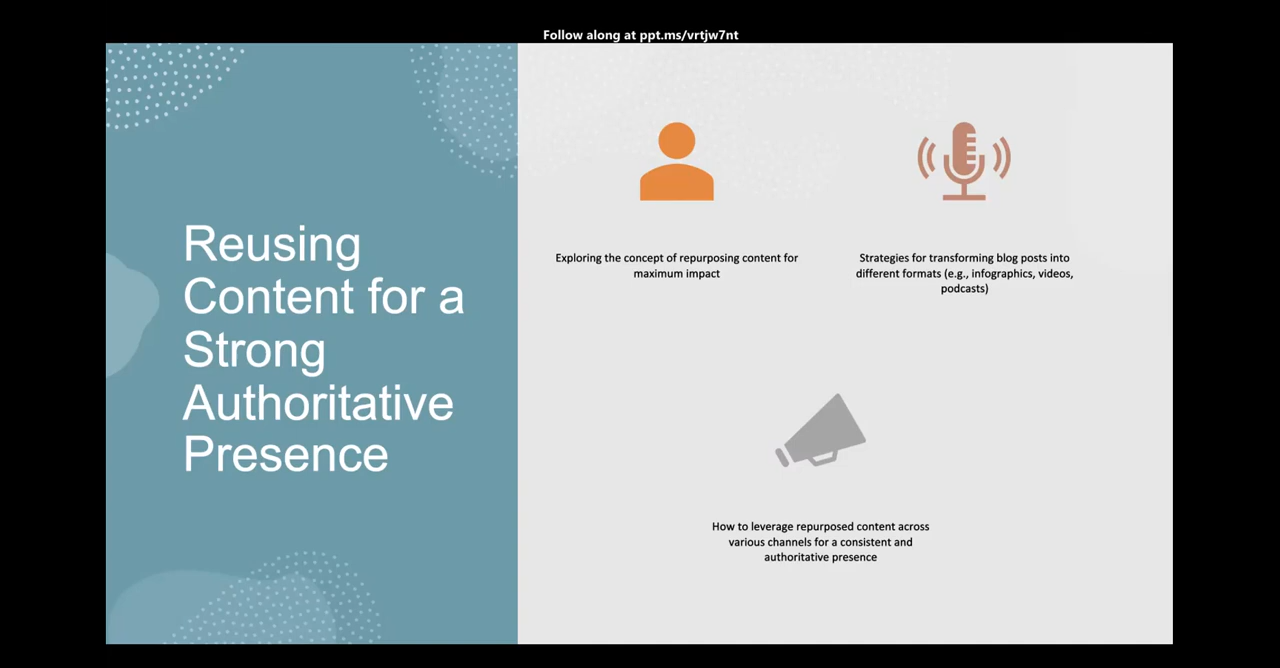 Follow along at ppt.ms/vrtjw7nt
Reusing
Content for a
Strong
Authoritative
Presence
Exploring the concept of repurposing content for
maximum impact
Strategies for transforming blog posts into
different formats (e.g., infographics, videos,
podcasts)
How to leverage repurposed content across
various channels for a consistent and
authoritative presence